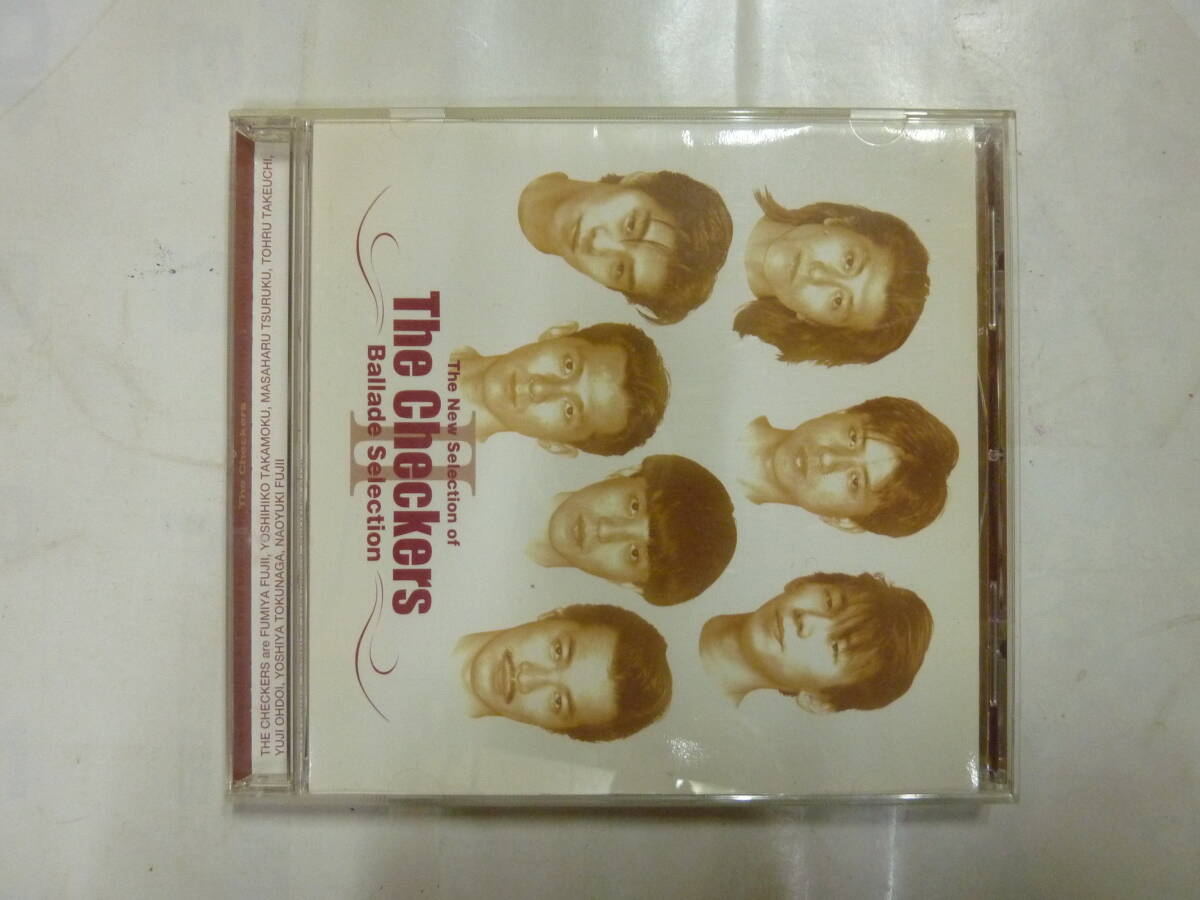 THE CHECKERS are FUMIYA FUJII, YOSHIHIKO TAKAMOKU, MASAHARU TSURUKU, TOHRU TAKEUCHI,
YUJI OHDOI, YOSHIYA TOKUNAGA, NAOYUKI FUJII
The Checkers
The New Selection of
The Checkers
II
Ballade Selection